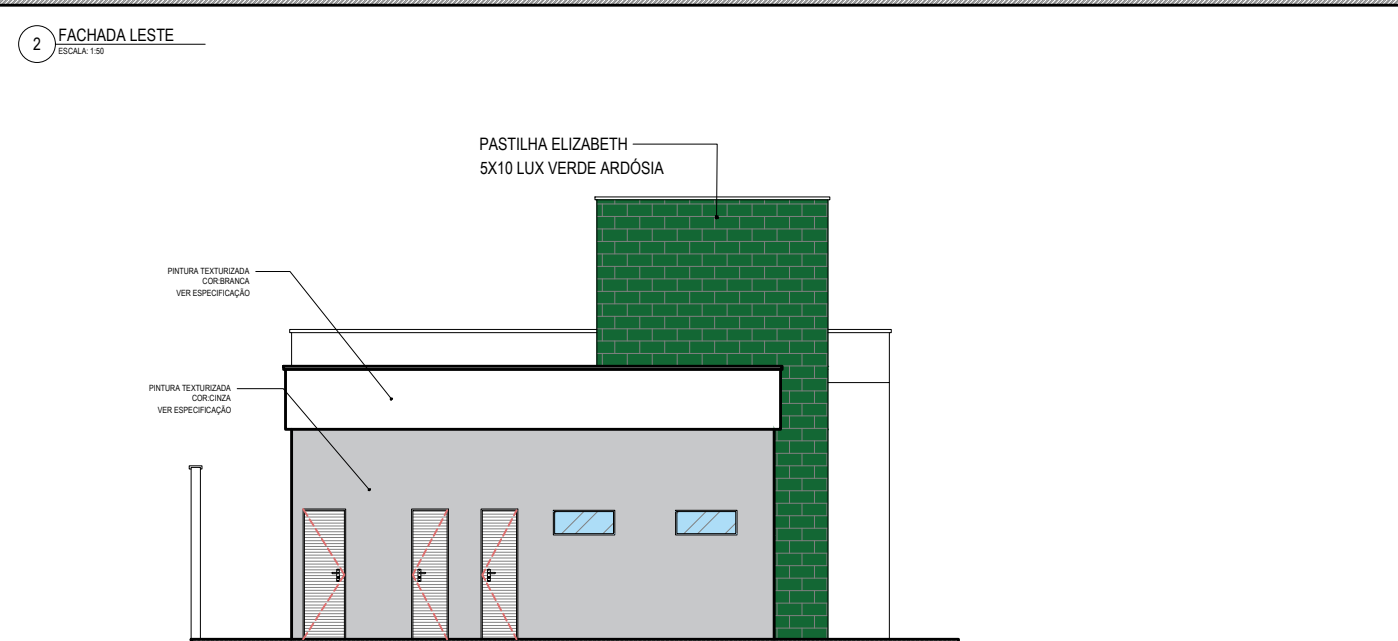 2
FACHADA LESTE
ESCALA: 1:50
PASTILHA ELIZABETH
5X10 LUX VERDE ARDÓSIA
PINTURA TEXTURIZADA
COR:BRANCA
VER ESPECIFICAÇÃO
PINTURA TEXTURIZADA
COR:CINZA
VER ESPECIFICAÇÃO